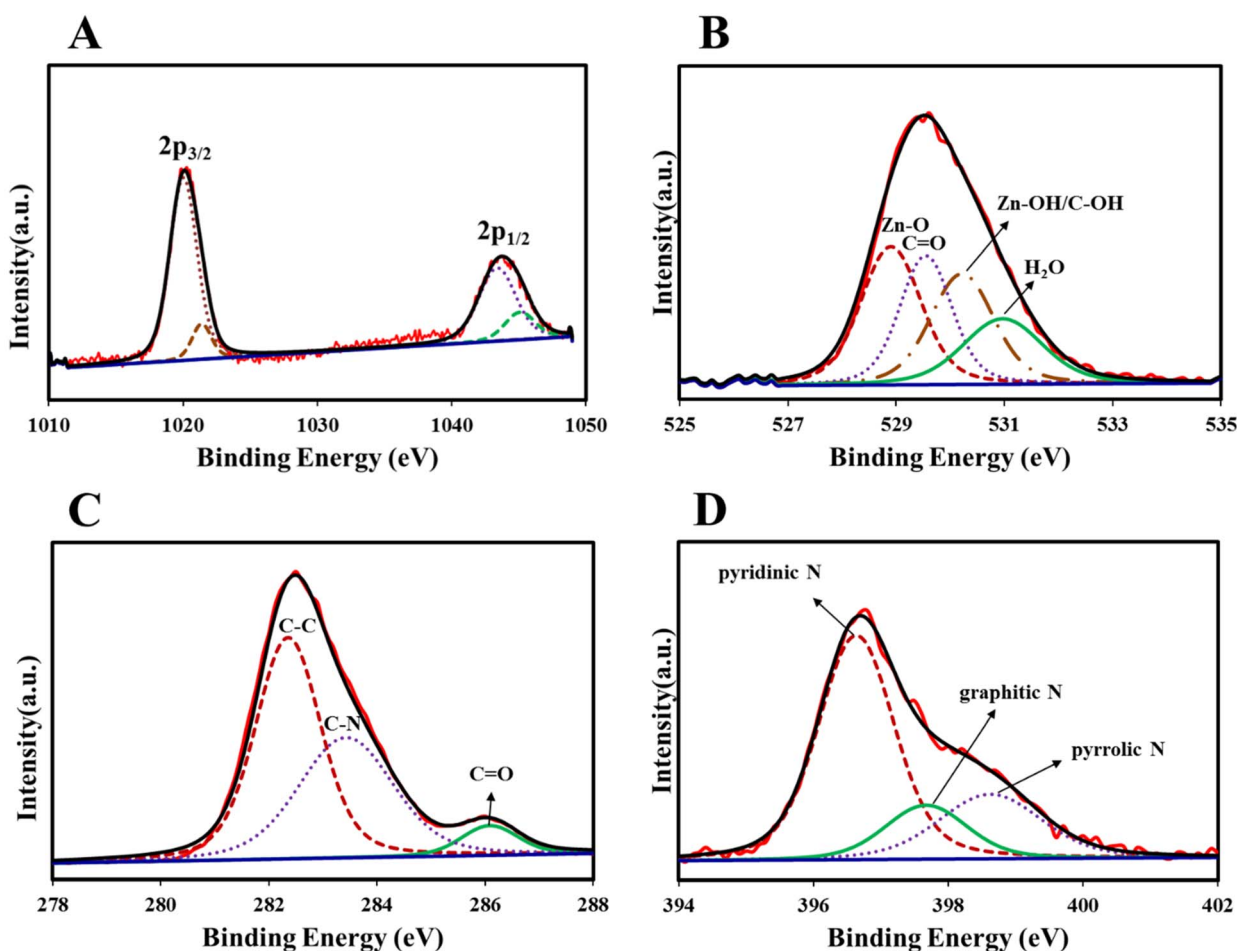 A
Intensity(a.u.)
2p3/2
2p1/2
1010 1020 1030 1040 1050
Binding Energy (eV)
B
Intensity(a.u.)
Zn-O
C=O
Zn-OH/C-OH
H2O
525 527 529 531 533 535
Binding Energy (eV)
C
Intensity(a.u.)
C-C
C-N
C=O
278 280 282 284 286 288
Binding Energy (eV)
D
Intensity(a.u.)
pyridinic N
graphitic N
pyrrolic N
394 396 398 400 402
Binding Energy (eV)